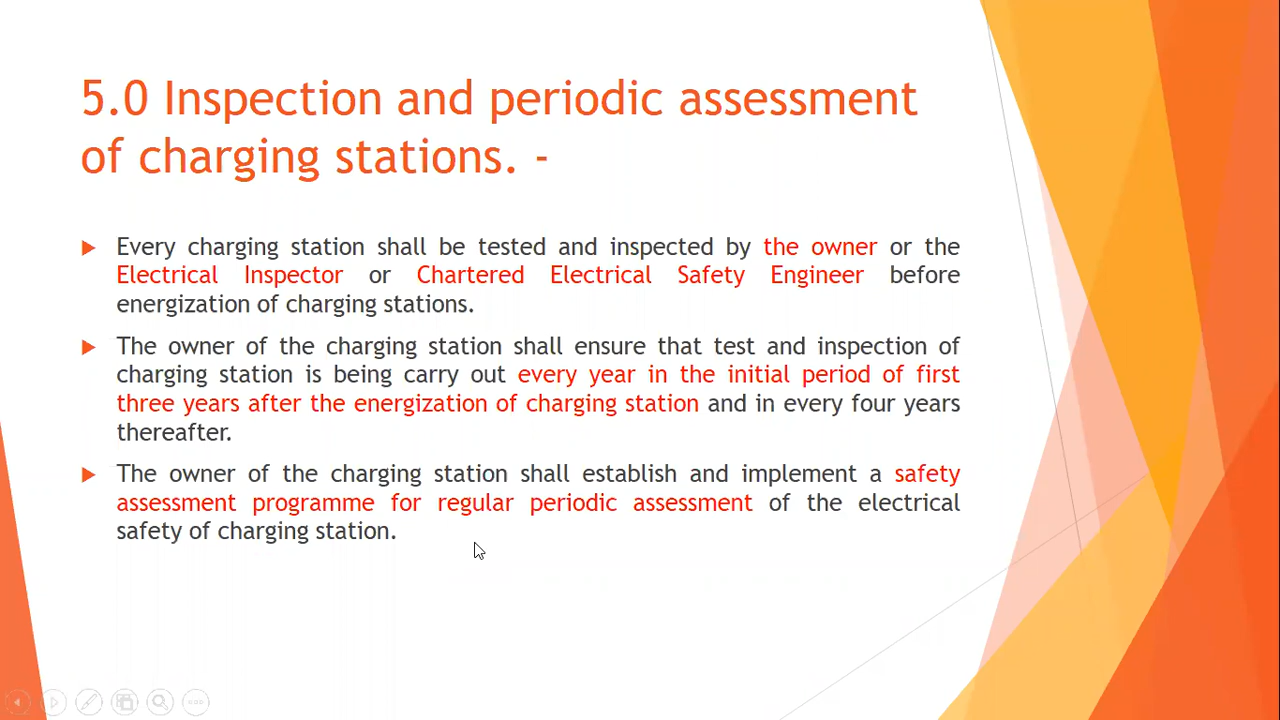 5.0 Inspection and periodic assessment
of charging stations. -
Every charging station shall be tested and inspected by the owner or the
Electrical Inspector or Chartered Electrical Safety Engineer before
energization of charging stations.
The owner of the charging station shall ensure that test and inspection of
charging station is being carry out every year in the initial period of first
three years after the energization of charging station and in every four years
thereafter.
The owner of the charging station shall establish and implement a safety
assessment programme for regular periodic assessment of the electrical
safety of charging station.